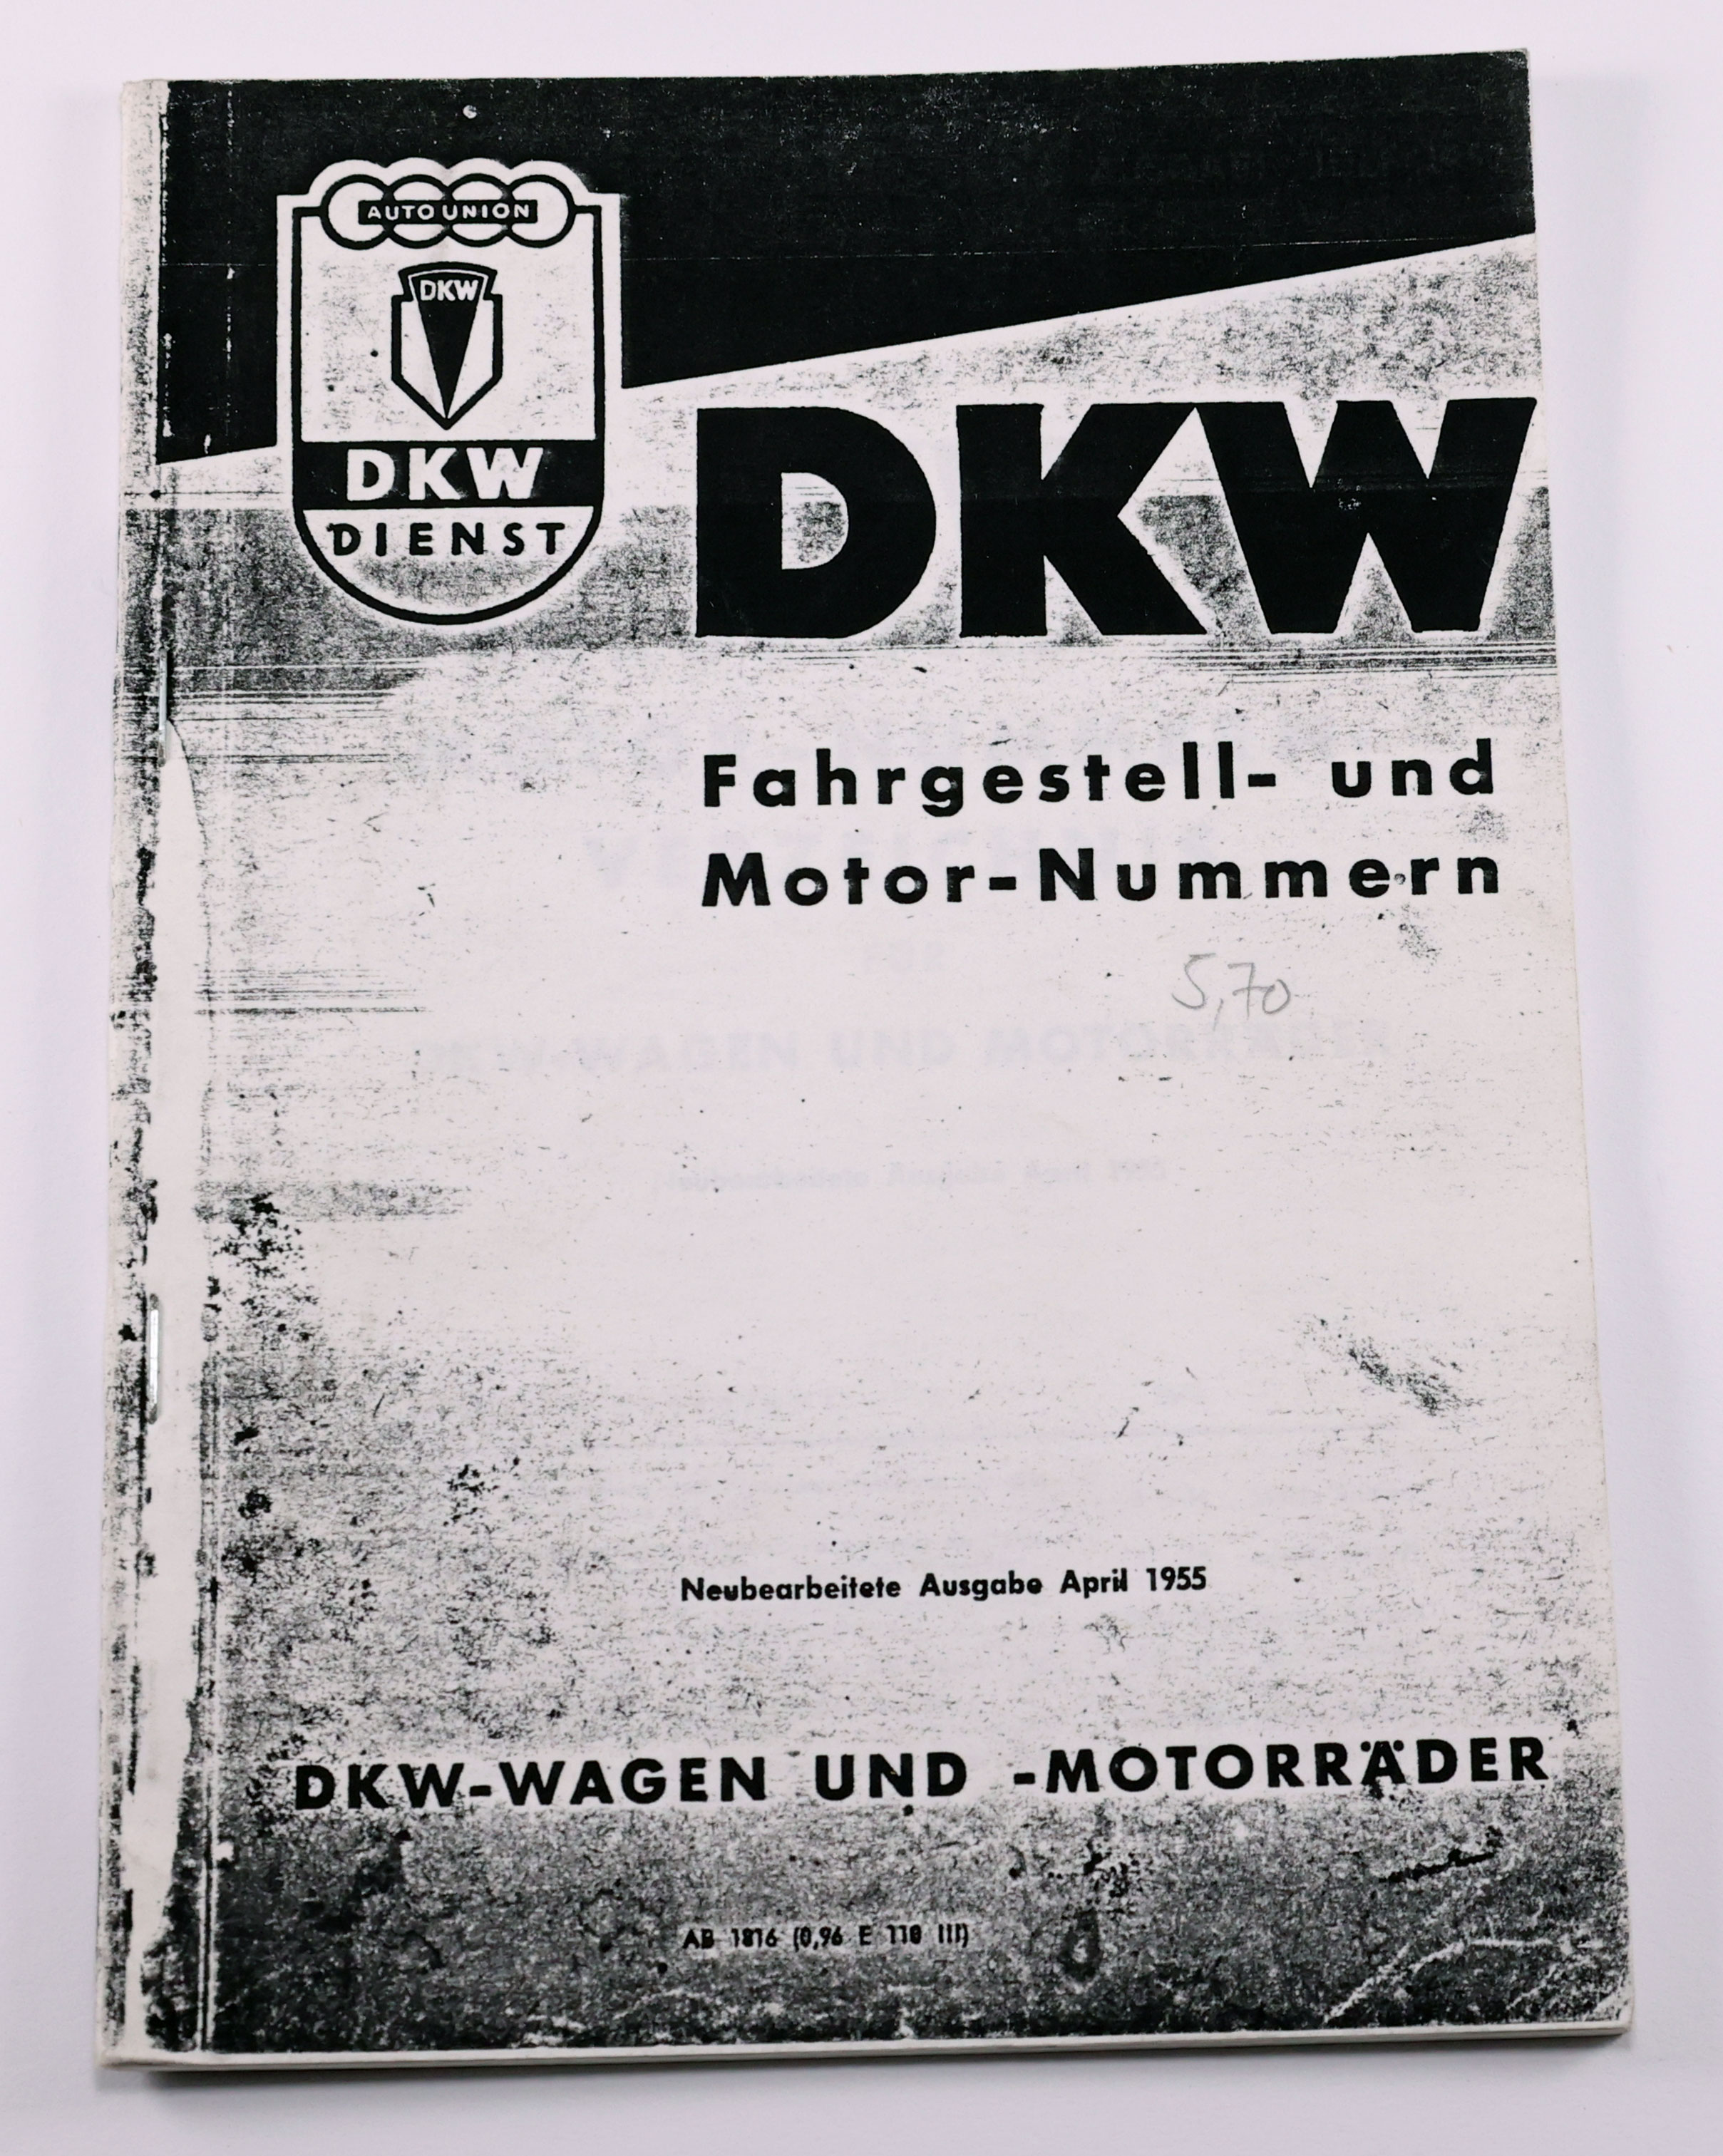 AUTO UNION
DKW
DKW
DIENST
DKW
Fahrgestell- und
Motor-Nummern
5,70
Neubearbeitete Ausgabe April 1955
DKW-WAGEN UND -MOTORRÄDER
AB 1816 (0,96 E 110 III)